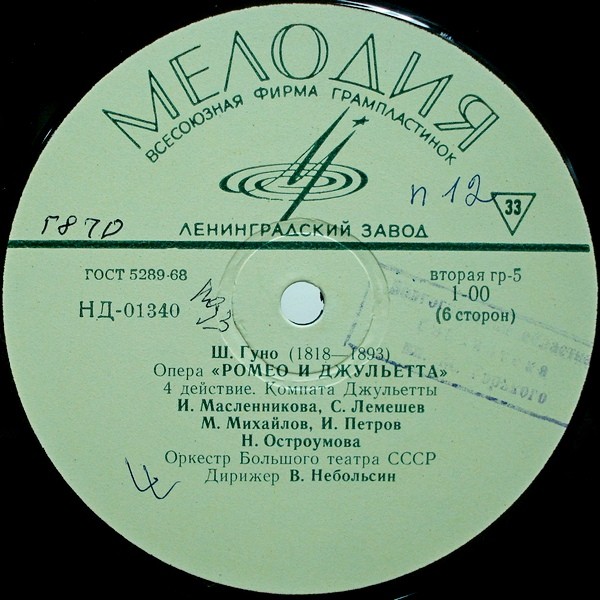 МЕЛОДИЯ
ВСЕСОЮЗНАЯ ФИРМА ГРАМПЛАСТИНОК
П 12
33
ЛЕНИНГРАДСКИЙ ЗАВОД
Г870
ГОСТ 5289-68
вторая гр-5
НД-01340
1-00
(6 сторон)
Ш. Гуно (1818—1893)
Опера «РОМЕО И ДЖУЛЬЕТТА»
4 действие. Комната Джульетты
И. Масленникова, С. Лемешев
М. Михайлов, И. Петров
Н. Остроумова
Оркестр Большого театра СССР
Дирижер В. Небольсин